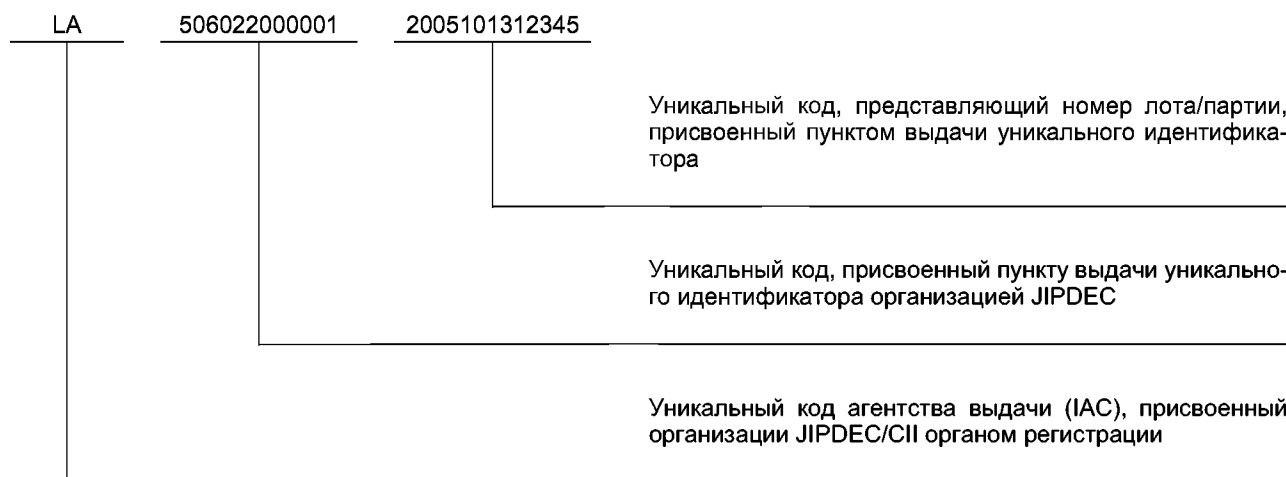 LA 506022000001 2005101312345
Уникальный код, представляющий номер лота/партии,
присвоенный пунктом выдачи уникального идентифика-
тора
Уникальный код, присвоенный пункту выдачи уникально-
го идентификатора организацией JIPDEC
Уникальный код агентства выдачи (IAC), присвоенный
организации JIPDEC/CII органом регистрации